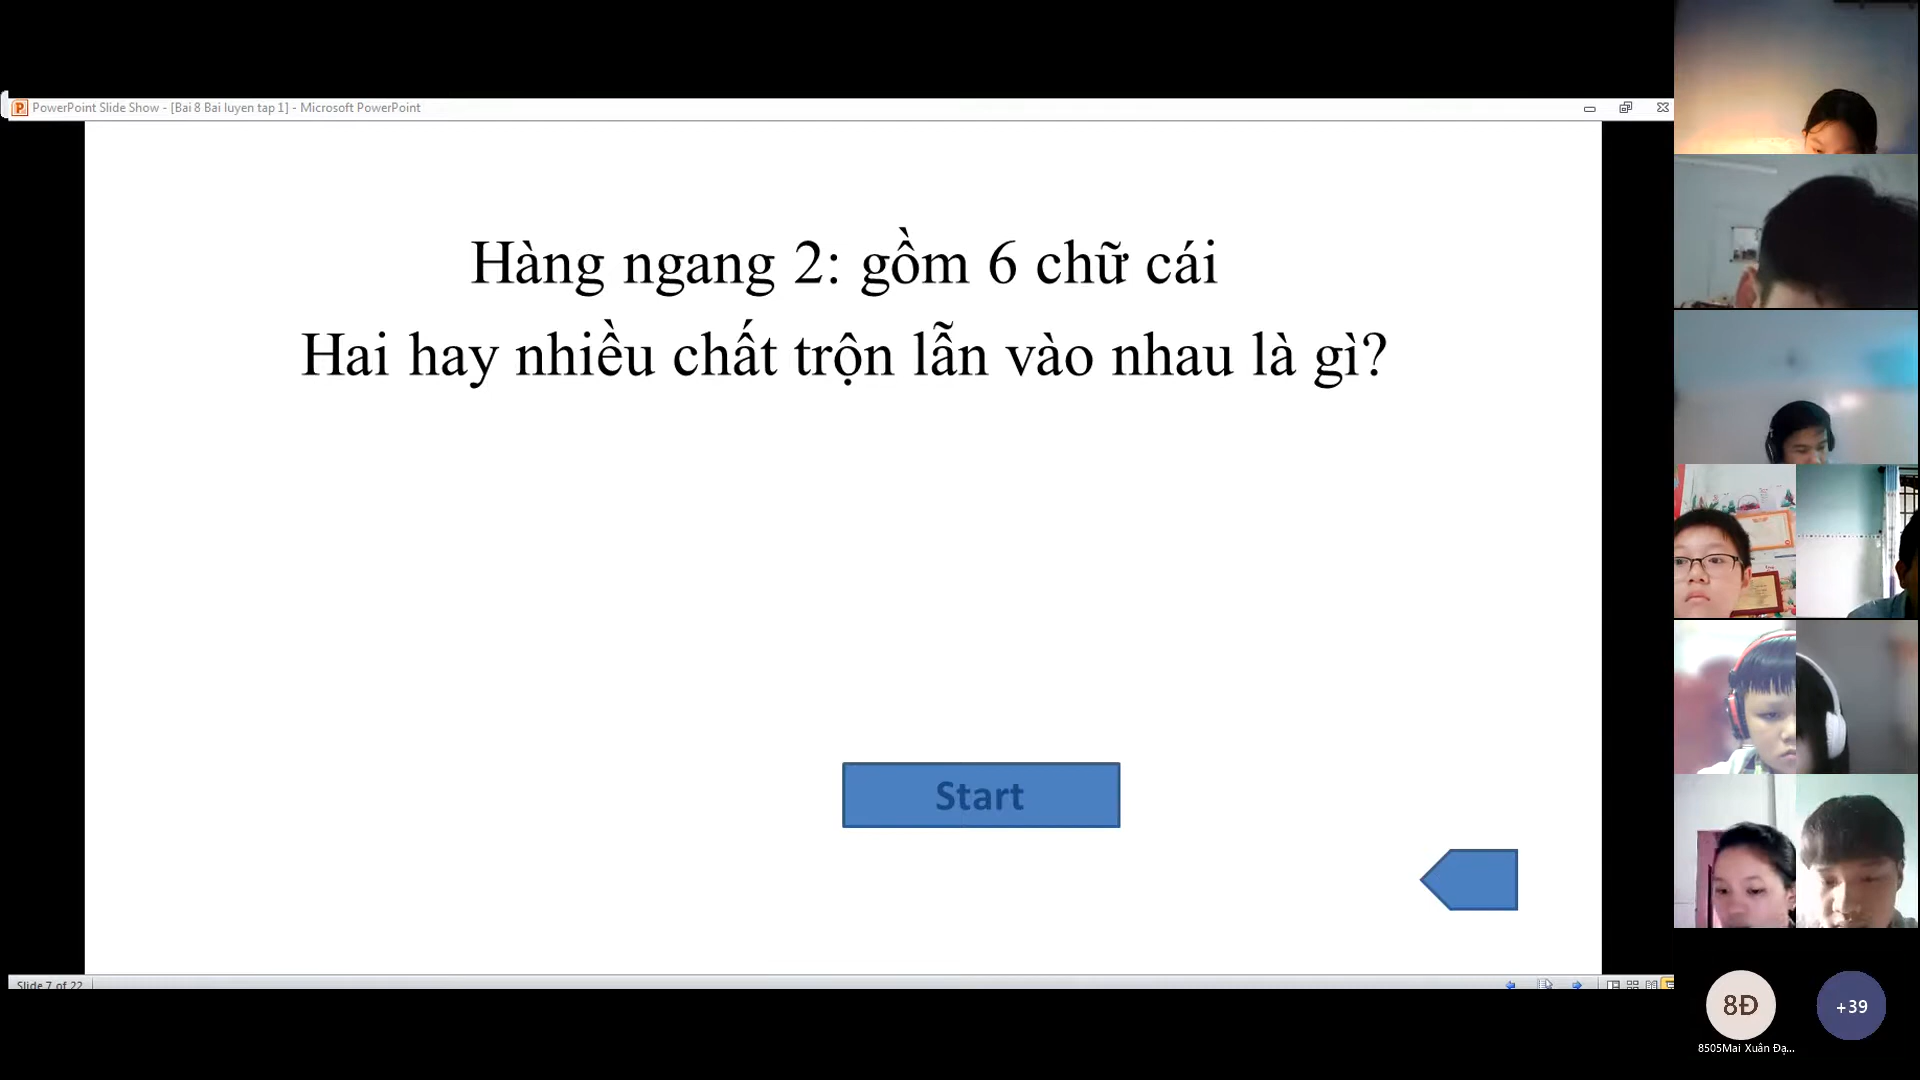 PowerPoint Slide Show - [Bai 8 Bai luyen tap 1] - Microsoft PowerPoint
Hàng ngang 2: gồm 6 chữ cái
Hai hay nhiều chất trộn lẫn vào nhau là gì?
Start
Slide 7 of 22
8Đ
+39
8505Mai Xuân Đạ...